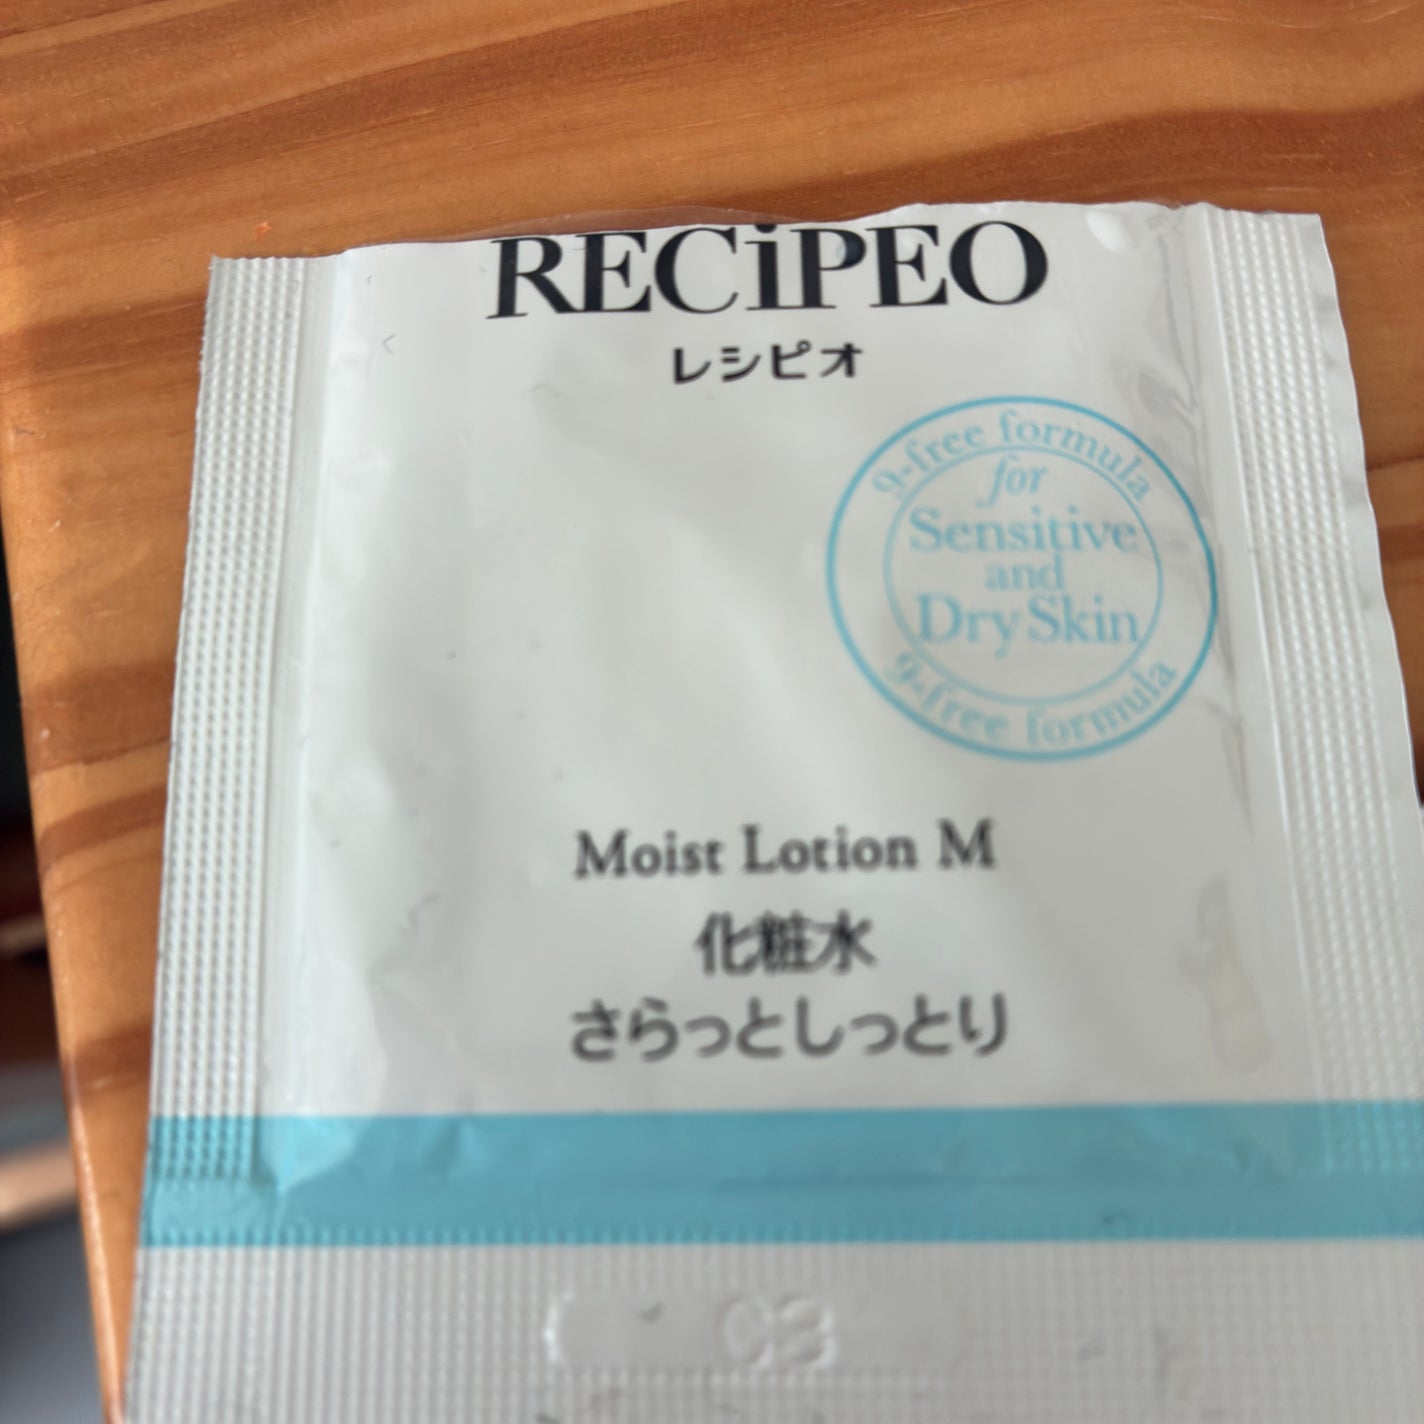 RECiPEO
レシピオ
9-free formula
for
Sensitive
and
Dry Skin
9-free formula
Moist Lotion M
化粧水
さらっとしっとり